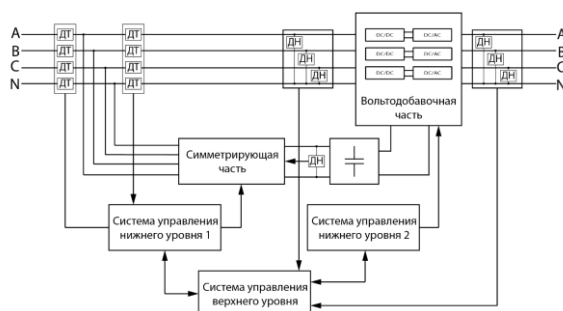 A ДТ ДТ ДН DC/DC DC/AC ДН A
B ДТ ДТ ДН DC/DC DC/AC ДН B
C ДТ ДТ ДН DC/DC DC/AC ДН C
N ДТ ДТ N
Вольтодобавочная
часть
Симметрирующая
часть
ДН
Система управления
нижнего уровня 1
Система управления
нижнего уровня 2
Система управления
верхнего уровня